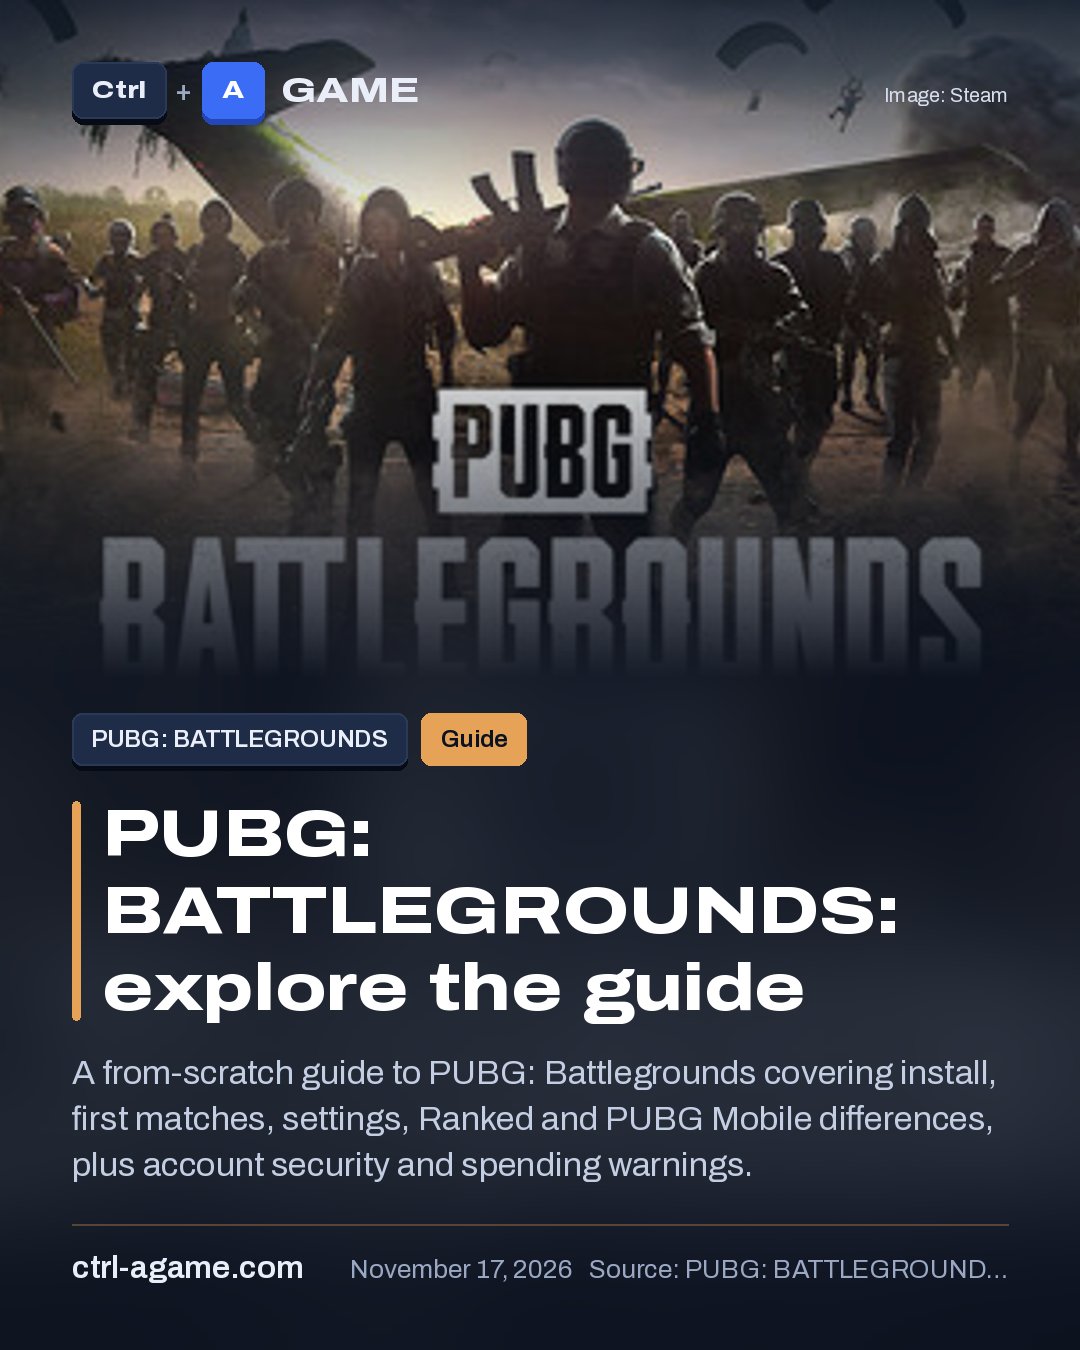 Ctrl + A GAME
Image: Steam
PUBG
BATTLEGROUNDS
PUBG: BATTLEGROUNDS
Guide
PUBG:
BATTLEGROUNDS:
explore the guide
A from-scratch guide to PUBG: Battlegrounds covering install,
first matches, settings, Ranked and PUBG Mobile differences,
plus account security and spending warnings.
ctrl-agame.com
November 17, 2026
Source: PUBG: BATTLEGROUND...